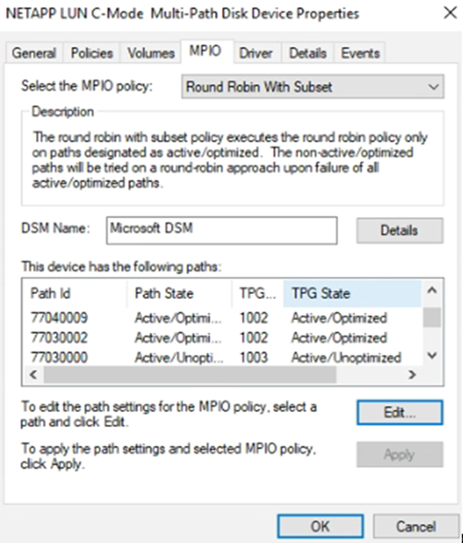 NETAPP LUN C-Mode Multi-Path Disk Device Properties
General Policies Volumes MPIO Driver Details Events
Select the MPIO policy: Round Robin With Subset
Description
The round robin with subset policy executes the round robin policy only
on paths designated as active/optimized. The non-active/optimized
paths will be tried on a round-robin approach upon failure of all
active/optimized paths.
DSM Name: Microsoft DSM Details
This device has the following paths:
Path Id Path State TPG... TPG State
77040009 Active/Optimi... 1002 Active/Optimized
77030002 Active/Optimi... 1002 Active/Optimized
77030000 Active/Unopti... 1003 Active/Unoptimized
To edit the path settings for the MPIO policy, select a
path and click Edit.
Edit...
To apply the path settings and selected MPIO policy,
click Apply.
Apply
OK Cancel